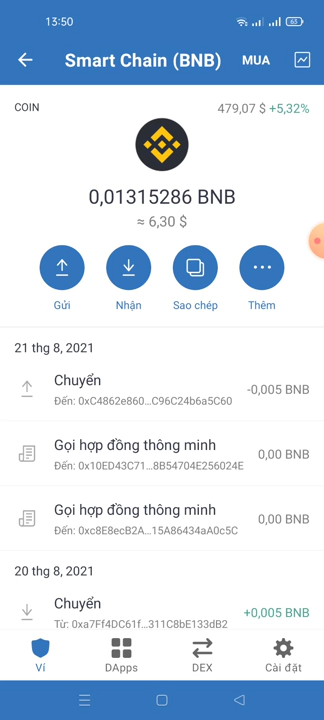 13:50
63
Smart Chain (BNB)
MUA
COIN
479,07 $ +5,32%
0,01315286 BNB
≈ 6,30 $
Gửi
Nhận
Sao chép
Thêm
21 thg 8, 2021
Chuyển
-0,005 BNB
Đến: 0xC4862e860...C96C24b6a5C60
Gọi hợp đồng thông minh
0,00 BNB
Đến: 0x10ED43C71...8B54704E256024E
Gọi hợp đồng thông minh
0,00 BNB
Đến: 0xc8E8ecB2A...15A86434aA0c5C
20 thg 8, 2021
Chuyển
+0,005 BNB
Từ: 0xa7Ff4DC61f...311C8bE133dB2
Ví
DApps
DEX
Cài đặt